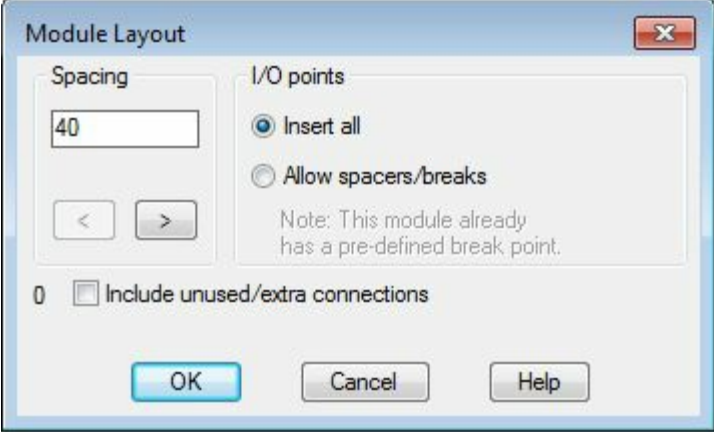 Module Layout
Spacing
40
< >
I/O points
Insert all
Allow spacers/breaks
Note: This module already
has a pre-defined break point.
0 Include unused/extra connections
OK Cancel Help